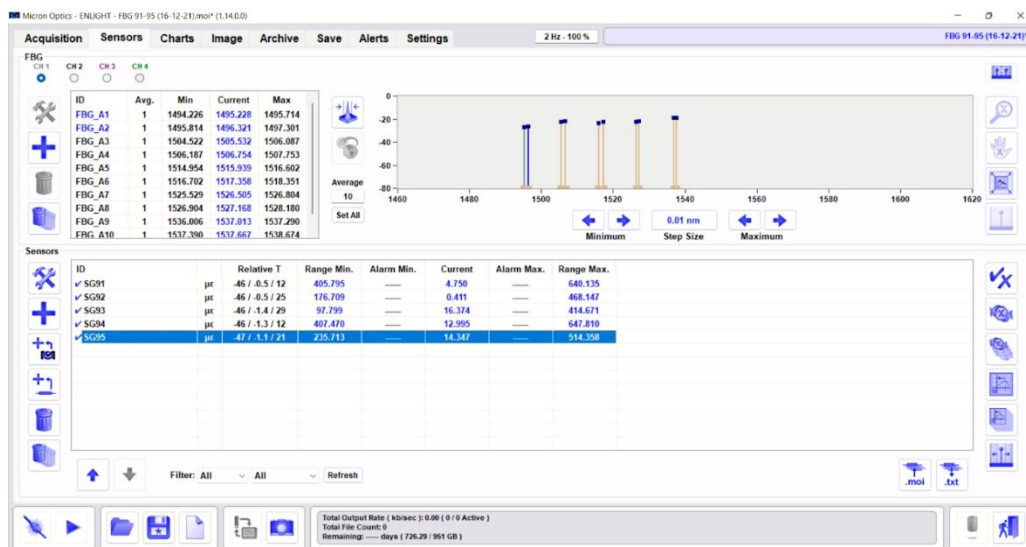 Micron Optics - ENLIGHT - FBG 91-95 (16-12-21).moi* (1.14.0.0)
Acquisition Sensors Charts Image Archive Save Alerts Settings 2 Hz - 100 % FBG 91-95 (16-12-21)*
FBG
CH 1 CH 2 CH 3 CH 4
ID Avg. Min Current Max
FBG_A1 1 1494.226 1495.228 1495.714
FBG_A2 1 1495.814 1496.321 1497.301
FBG_A3 1 1504.522 1505.532 1506.087
FBG_A4 1 1506.187 1506.754 1507.753
FBG_A5 1 1514.954 1515.939 1516.602
FBG_A6 1 1516.702 1517.358 1518.351
FBG_A7 1 1525.529 1526.505 1526.804
FBG_A8 1 1526.904 1527.168 1528.180
FBG_A9 1 1536.006 1537.013 1537.290
FBG_A10 1 1537.390 1537.667 1538.674
Average
10
Set All
0
-20
-40
-60
-80
1460 1480 1500 1520 1540 1560 1580 1600 1620
0.01 nm
Minimum Step Size Maximum
Sensors
ID Relative T Range Min. Alarm Min. Current Alarm Max. Range Max.
SG91 µε -46 / -0.5 / 12 405.795 ------ 4.750 ------ 640.135
SG92 µε -46 / -0.5 / 25 176.709 ------ 0.411 ------ 468.147
SG93 µε -46 / -1.4 / 29 97.799 ------ 16.374 ------ 414.671
SG94 µε -46 / -1.3 / 12 407.470 ------ 12.995 ------ 647.810
SG95 µε -47 / -1.1 / 21 235.713 ------ 14.347 ------ 514.358
Filter: All All Refresh
.moi .txt
Total Output Rate ( kb/sec ): 0.00 ( 0 / 0 Active )
Total File Count: 0
Remaining: ----- days ( 726.29 / 951 GB )